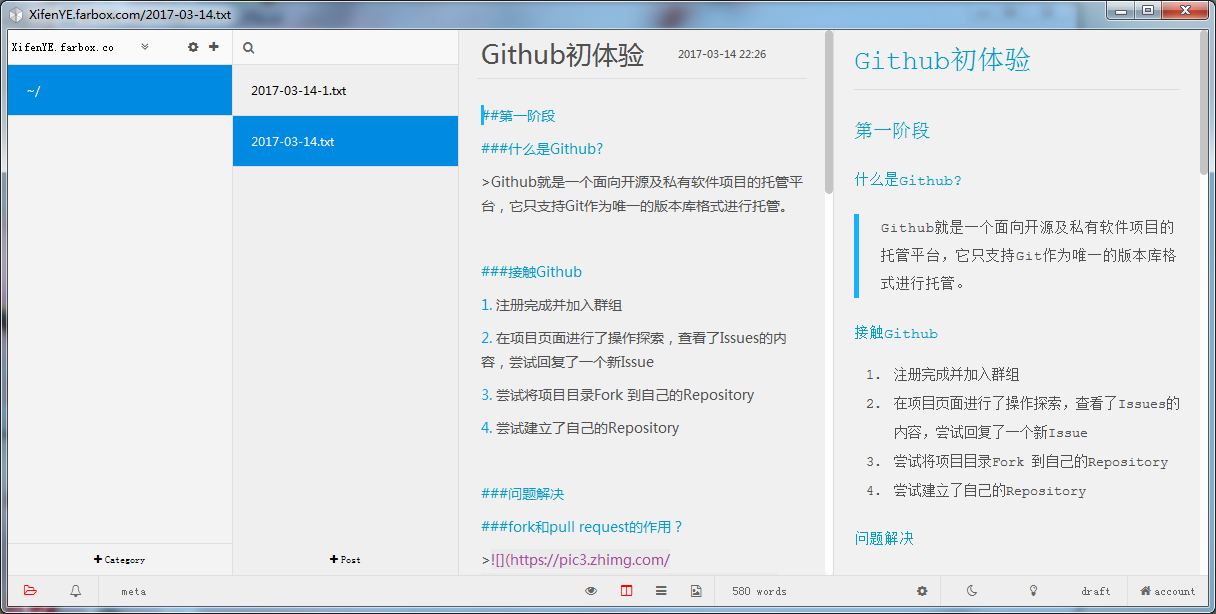 XifenYE.farbox.com/2017-03-14.txt
XifenYE.farbox.co
~/
Category
2017-03-14-1.txt
2017-03-14.txt
Post
Github初体验
2017-03-14 22:26
##第一阶段
###什么是Github?
>Github就是一个面向开源及私有软件项目的托管平
台，它只支持Git作为唯一的版本库格式进行托管。
###接触Github
1. 注册完成并加入群组
2. 在项目页面进行了操作探索，查看了Issues的内
容，尝试回复了一个新Issue
3. 尝试将项目目录Fork 到自己的Repository
4. 尝试建立了自己的Repository
###问题解决
###fork和pull request的作用？
>![](https://pic3.zhimg.com/
Github初体验
第一阶段
什么是Github?
Github就是一个面向开源及私有软件项目的
托管平台，它只支持Git作为唯一的版本库格
式进行托管。
接触Github
1. 注册完成并加入群组
2. 在项目页面进行了操作探索，查看了Issues的
内容，尝试回复了一个新Issue
3. 尝试将项目目录Fork 到自己的Repository
4. 尝试建立了自己的Repository
问题解决
meta
580 words
draft
account